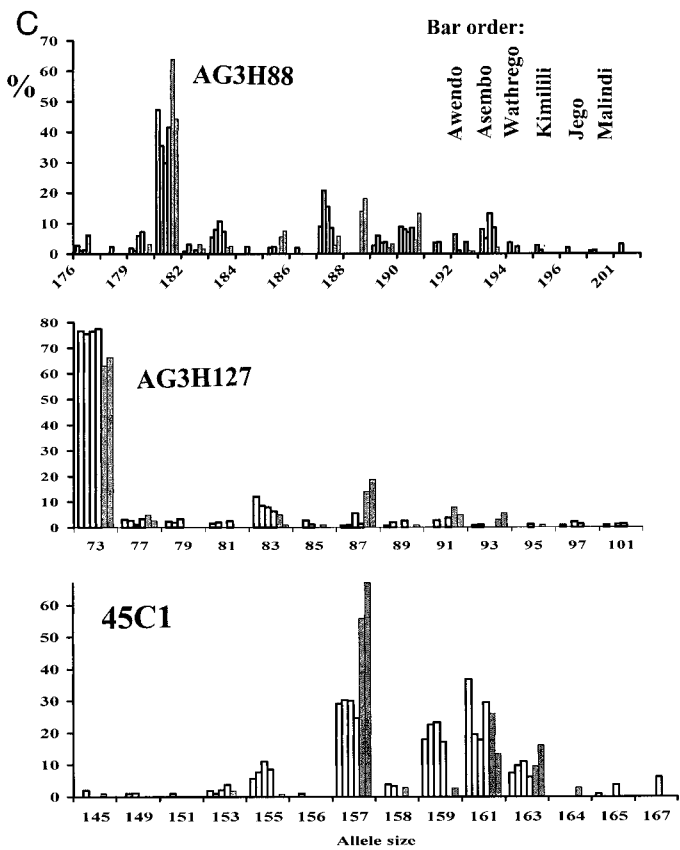 C
Bar order:
Awendo
Asembo
Wathrego
Kimilili
Jego
Malindi
%
AG3H88
70
60
50
40
30
20
10
0
176 179 182 184 186 188 190 192 194 196 201
AG3H127
80
70
60
50
40
30
20
10
0
73 77 79 81 83 85 87 89 91 93 95 97 101
45C1
60
50
40
30
20
10
0
145 149 151 153 155 156 157 158 159 161 163 164 165 167
Allele size